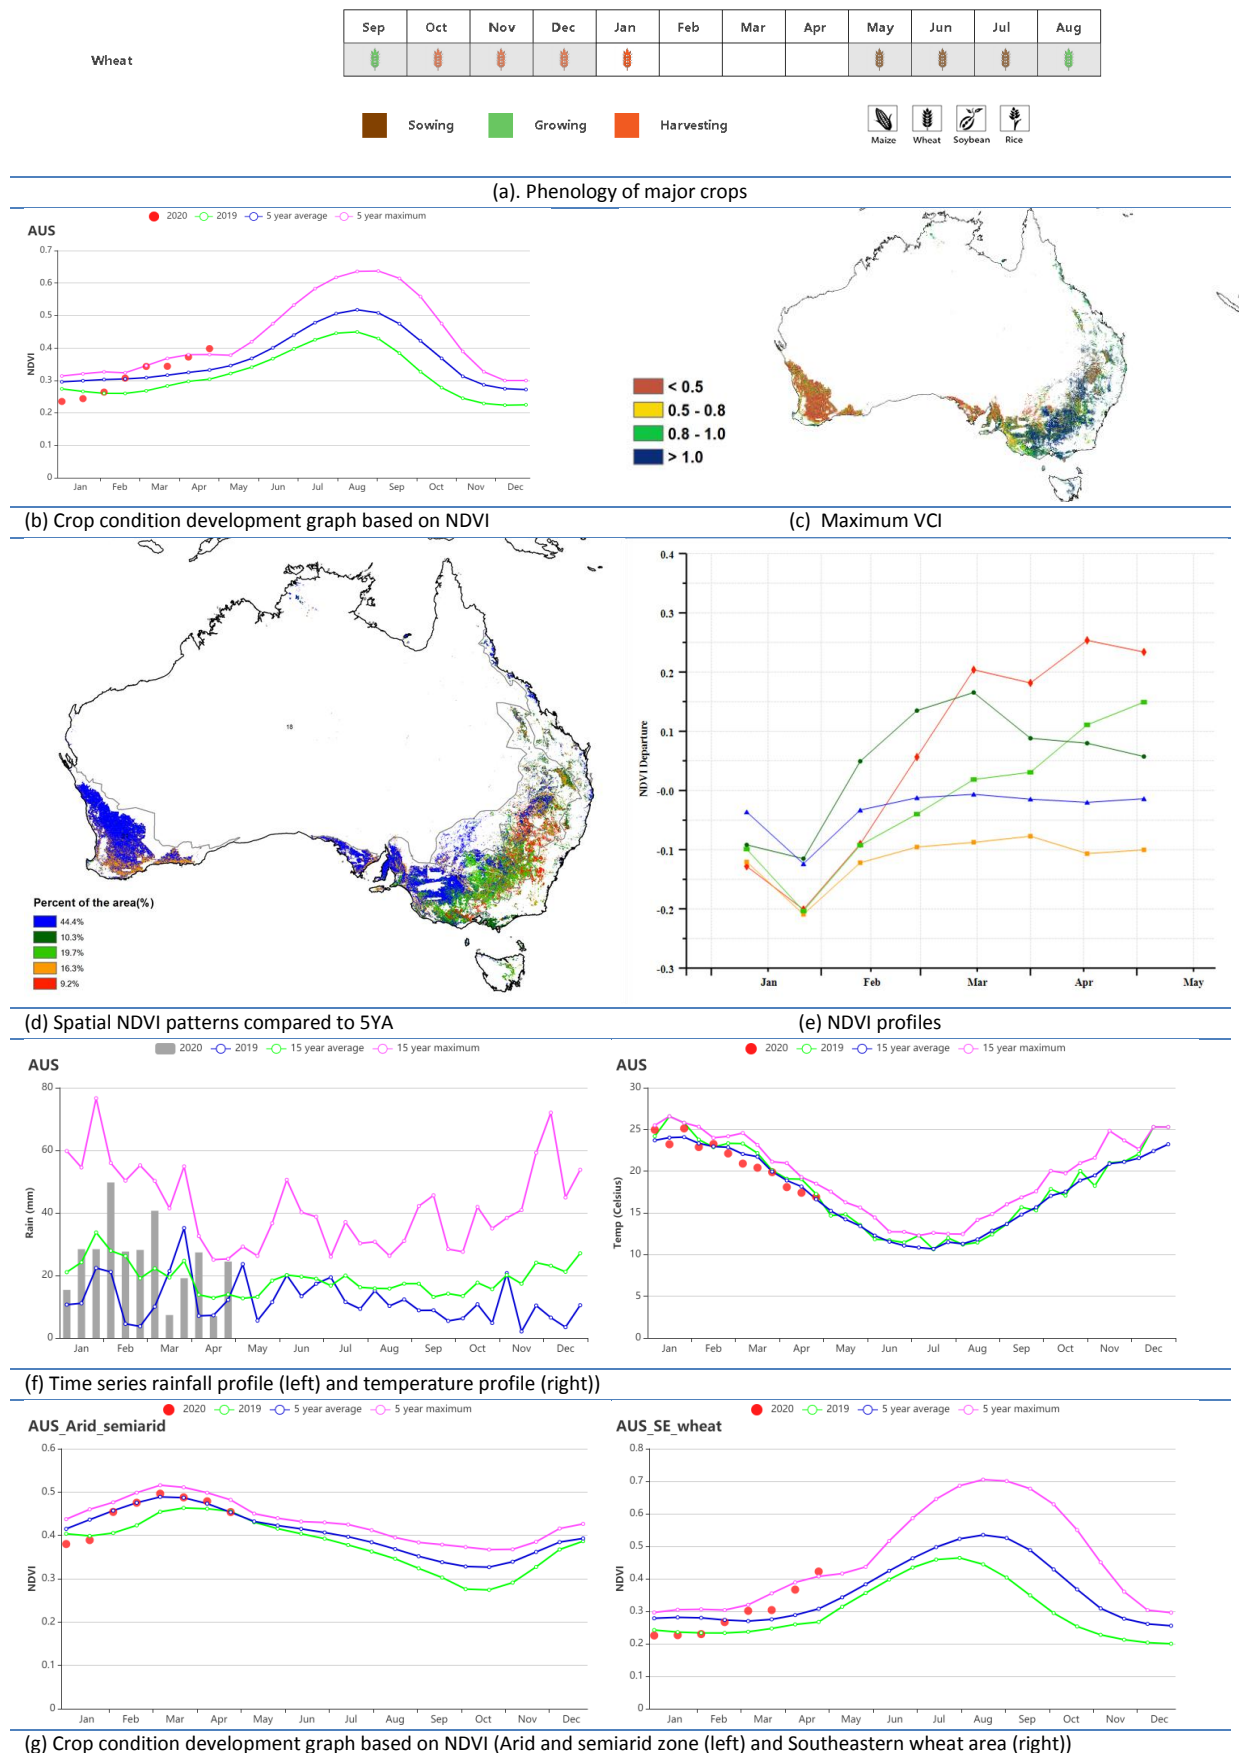 Sep Oct Nov Dec Jan Feb Mar Apr May Jun Jul Aug
Wheat
Sowing Growing Harvesting
Maize Wheat Soybean Rice
(a). Phenology of major crops
2020 2019 5 year average 5 year maximum
AUS
0.7
0.6
0.5
0.4
0.3
0.2
0.1
0
NDVI
Jan Feb Mar Apr May Jun Jul Aug Sep Oct Nov Dec
< 0.5
0.5 - 0.8
0.8 - 1.0
> 1.0
(b) Crop condition development graph based on NDVI
(c) Maximum VCI
18
Percent of the area(%)
44.4%
10.3%
19.7%
16.3%
9.2%
0.4
0.3
0.2
0.1
-0.0
-0.1
-0.2
-0.3
NDVI Departure
Jan Feb Mar Apr May
(d) Spatial NDVI patterns compared to 5YA
(e) NDVI profiles
2020 2019 15 year average 15 year maximum
AUS
80
60
40
20
0
Rain (mm)
Jan Feb Mar Apr May Jun Jul Aug Sep Oct Nov Dec
2020 2019 15 year average 15 year maximum
AUS
30
25
20
15
10
5
0
Temp (Celsius)
Jan Feb Mar Apr May Jun Jul Aug Sep Oct Nov Dec
(f) Time series rainfall profile (left) and temperature profile (right))
2020 2019 5 year average 5 year maximum
AUS_Arid_semiarid
0.6
0.5
0.4
0.3
0.2
0.1
0
NDVI
Jan Feb Mar Apr May Jun Jul Aug Sep Oct Nov Dec
2020 2019 5 year average 5 year maximum
AUS_SE_wheat
0.8
0.7
0.6
0.5
0.4
0.3
0.2
0.1
0
NDVI
Jan Feb Mar Apr May Jun Jul Aug Sep Oct Nov Dec
(g) Crop condition development graph based on NDVI (Arid and semiarid zone (left) and Southeastern wheat area (right))